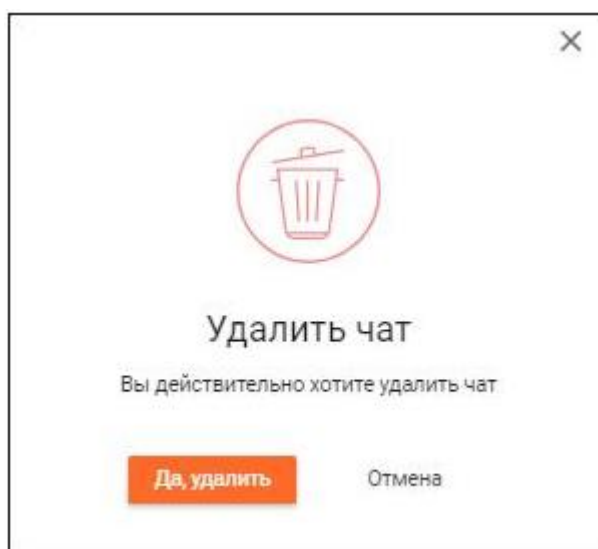 Удалить чат
Вы действительно хотите удалить чат
Да, удалить
Отмена